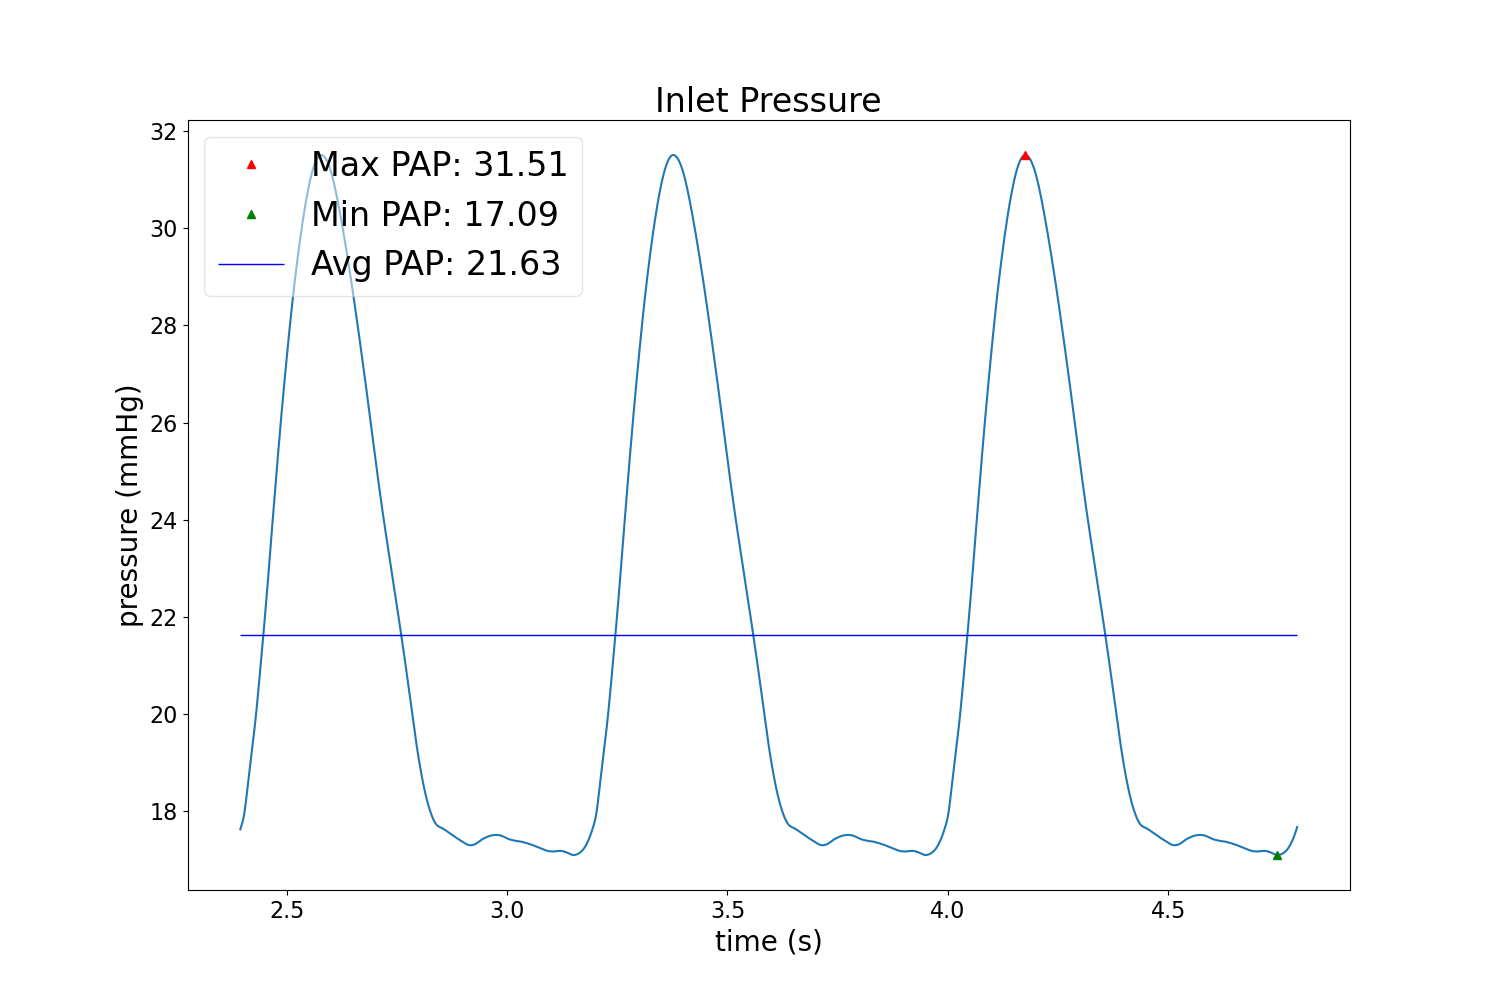 Inlet Pressure
Max PAP: 31.51
Min PAP: 17.09
Avg PAP: 21.63
32
30
28
26
24
22
20
18
pressure (mmHg)
2.5 3.0 3.5 4.0 4.5
time (s)